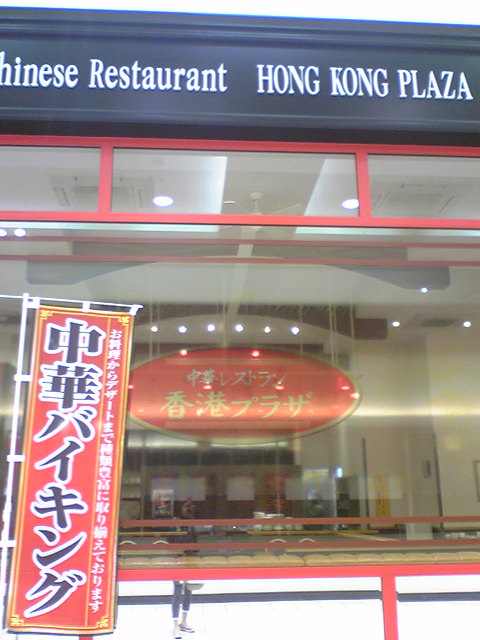 hinese Restaurant HONG KONG PLAZA
中華レストラン
香港プラザ
お料理からデザートまで種類豊富に取り揃えております
中華バイキング